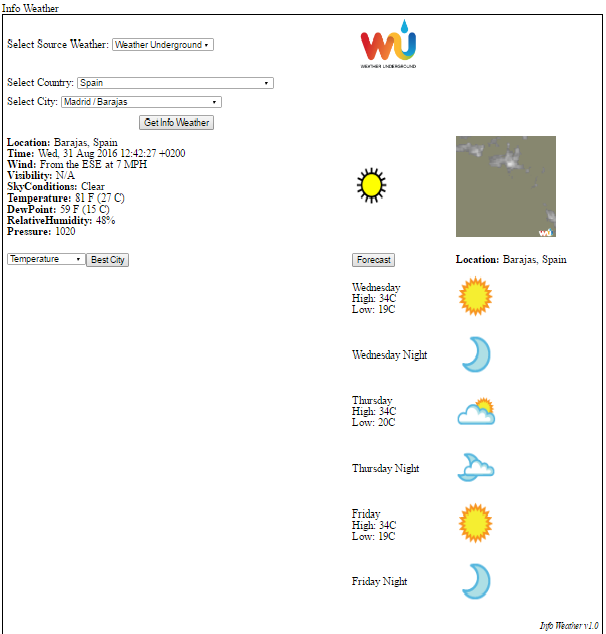 Info Weather
Select Source Weather: Weather Underground
WU
WEATHER UNDERGROUND
Select Country: Spain
Select City: Madrid / Barajas
Get Info Weather
Location: Barajas, Spain
Time: Wed, 31 Aug 2016 12:42:27 +0200
Wind: From the ESE at 7 MPH
Visibility: N/A
SkyConditions: Clear
Temperature: 81 F (27 C)
DewPoint: 59 F (15 C)
RelativeHumidity: 48%
Pressure: 1020
WU
Temperature Best City
Forecast Location: Barajas, Spain
Wednesday
High: 34C
Low: 19C
Wednesday Night
Thursday
High: 34C
Low: 20C
Thursday Night
Friday
High: 34C
Low: 19C
Friday Night
Info Weather v1.0